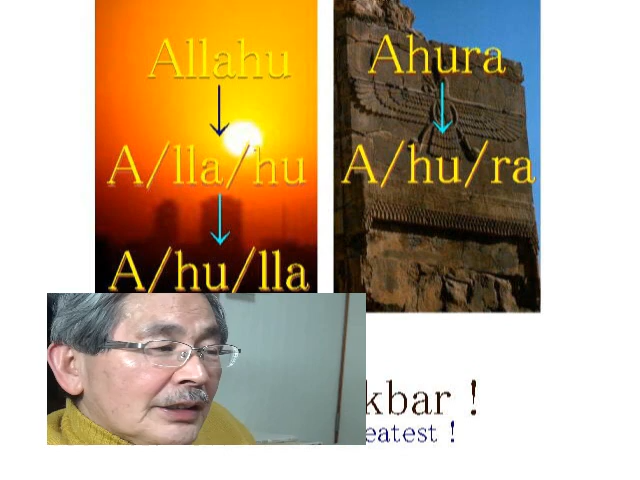 Allahu
A/lla/hu
A/hu/lla
Ahura
A/hu/ra
kbar !
eatest !